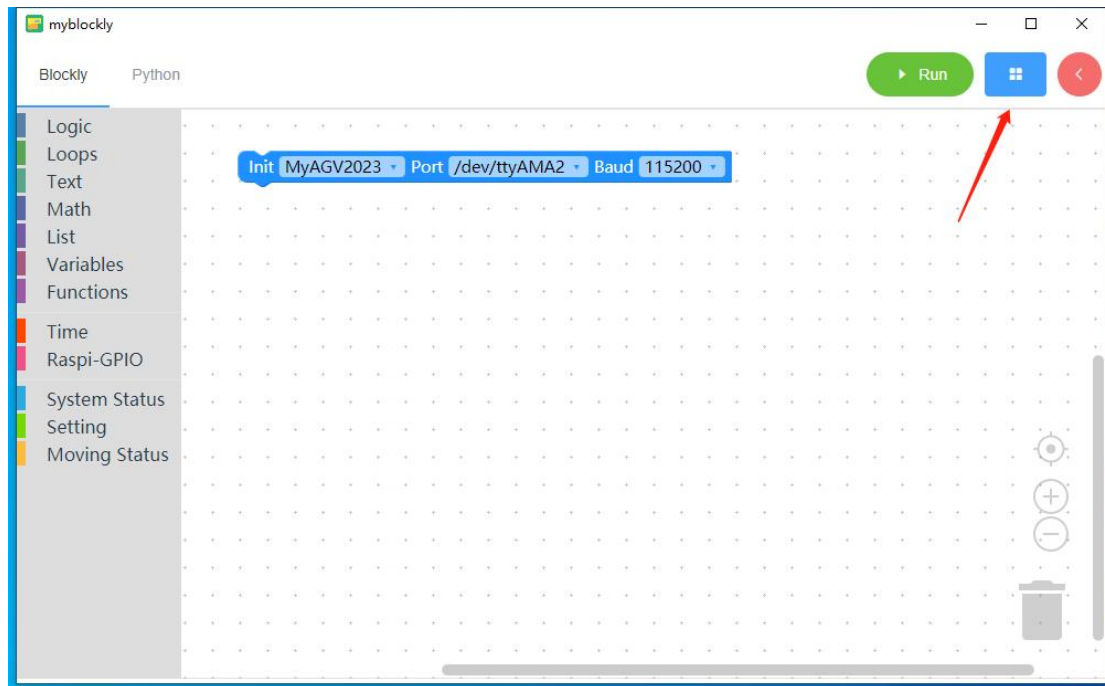 myblockly
Blockly Python Run
Logic
Loops
Text
Math
List
Variables
Functions
Time
Raspi-GPIO
System Status
Setting
Moving Status
Init MyAGV2023 Port /dev/ttyAMA2 Baud 115200